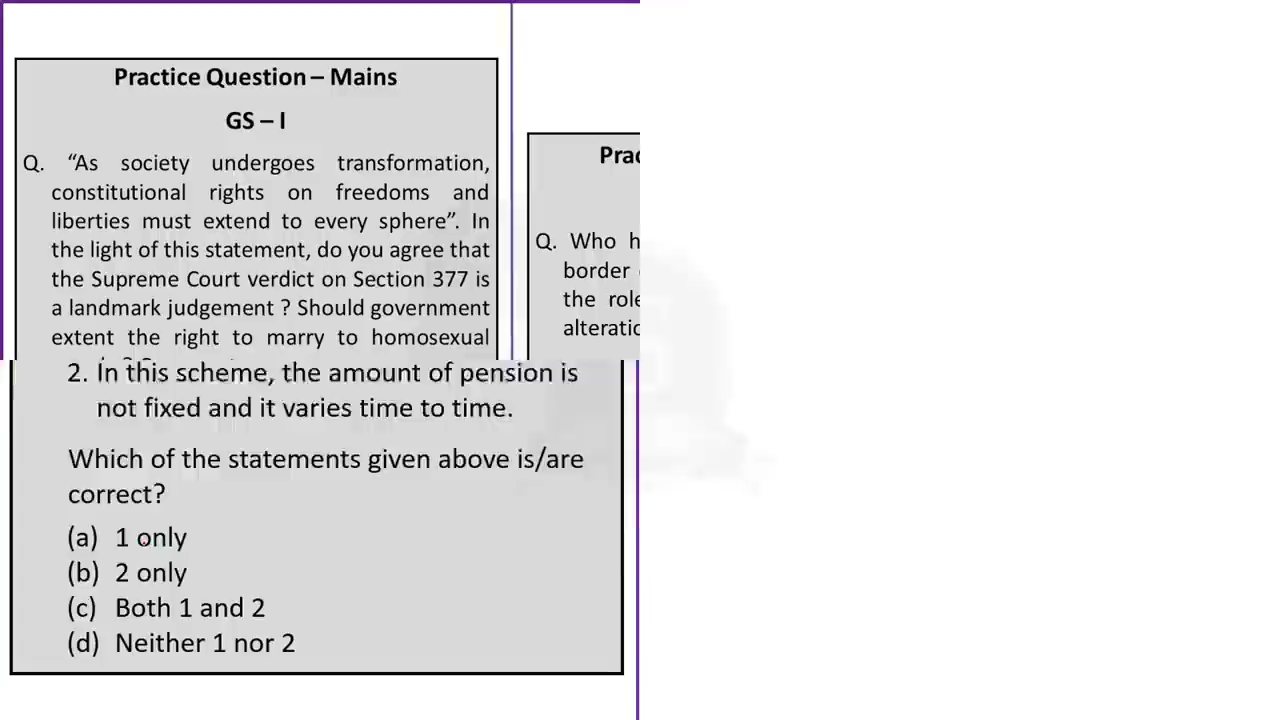 Practice Question – Mains
GS – I
Q. “As society undergoes transformation,
constitutional rights on freedoms and
liberties must extend to every sphere”. In
the light of this statement, do you agree that
the Supreme Court verdict on Section 377 is
a landmark judgement ? Should government
extent the right to marry to homosexual
Q. Who
border
the
2. In this scheme, the amount of pension is
not fixed and it varies time to time.
Which of the statements given above is/are
correct?
(a) 1 only
(b) 2 only
(c) Both 1 and 2
(d) Neither 1 nor 2